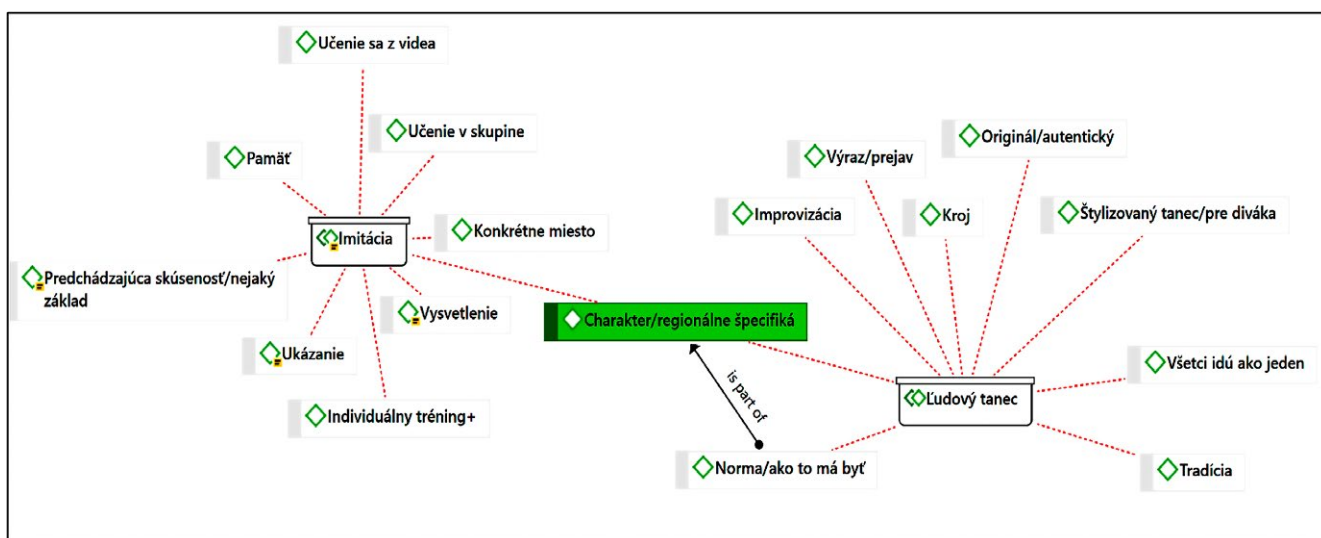 Učenie sa z videa
Učenie v skupine
Pamäť
Imitácia
Konkrétne miesto
Predchádzajúca skúsenosť/nejaký
základ
Vysvetlenie
Ukázanie
Individuálny tréning+
Charakter/regionálne špecifiká
is part of
Originál/autentický
Výraz/prejav
Improvizácia
Kroj
Štylizovaný tanec/pre diváka
Všetci idú ako jeden
Ľudový tanec
Norma/ako to má byť
Tradícia